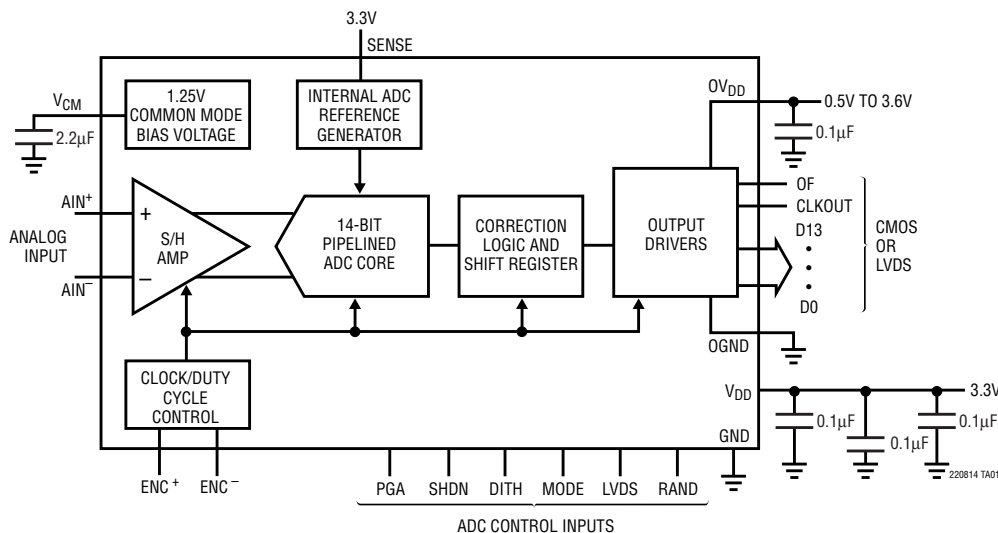 3.3V
SENSE
OVDD
0.5V TO 3.6V
0.1µF
VCM
2.2µF
1.25V
COMMON MODE
BIAS VOLTAGE
INTERNAL ADC
REFERENCE
GENERATOR
AIN+
ANALOG
INPUT
AIN−
+
−
S/H
AMP
14-BIT
PIPELINED
ADC CORE
CORRECTION
LOGIC AND
SHIFT REGISTER
OUTPUT
DRIVERS
OF
CLKOUT
D13
•
•
•
D0
CMOS
OR
LVDS
OGND
CLOCK/DUTY
CYCLE
CONTROL
VDD
3.3V
0.1µF
0.1µF
0.1µF
GND
ENC+
ENC−
PGA
SHDN
DITH
MODE
LVDS
RAND
ADC CONTROL INPUTS
220814 TA01